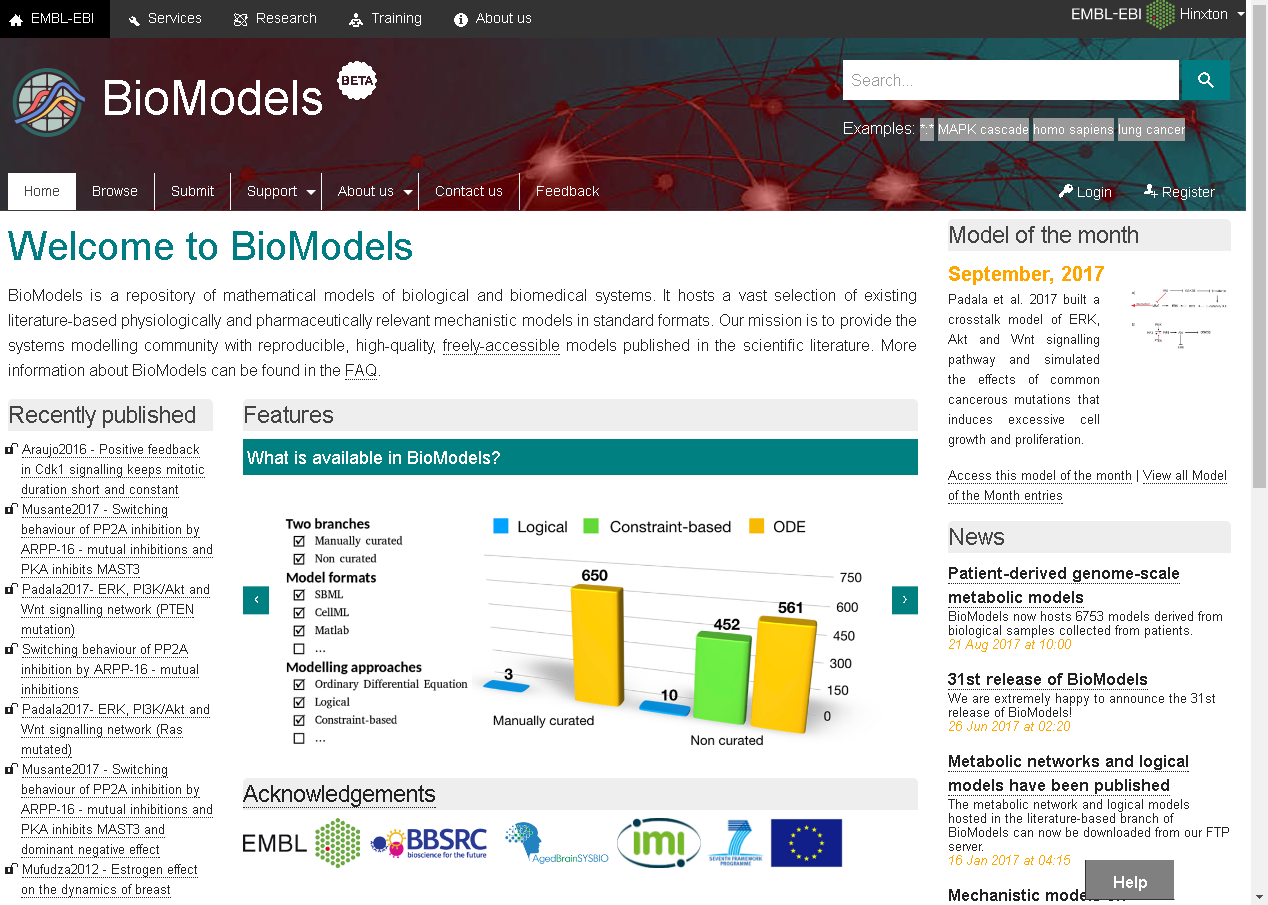 EMBL-EBI
Services
Research
Training
About us
EMBL-EBI
Hinxton
BioModels
BETA
Search...
Examples: *:* MAPK cascade homo sapiens lung cancer
Home
Browse
Submit
Support
About us
Contact us
Feedback
Login
Register
Welcome to BioModels
BioModels is a repository of mathematical models of biological and biomedical systems. It hosts a vast selection of existing
literature-based physiologically and pharmaceutically relevant mechanistic models in standard formats. Our mission is to provide the
systems modelling community with reproducible, high-quality, freely-accessible models published in the scientific literature. More
information about BioModels can be found in the FAQ.
Recently published
Araujo2016 - Positive feedback
in Cdk1 signalling keeps mitotic
duration short and constant
Musante2017 - Switching
behaviour of PP2A inhibition by
ARPP-16 - mutual inhibitions and
PKA inhibits MAST3
Padala2017- ERK, PI3K/Akt and
Wnt signalling network (PTEN
mutation)
Switching behaviour of PP2A
inhibition by ARPP-16 - mutual
inhibitions
Padala2017- ERK, PI3K/Akt and
Wnt signalling network (Ras
mutated)
Musante2017 - Switching
behaviour of PP2A inhibition by
ARPP-16 - mutual inhibitions and
PKA inhibits MAST3 and
dominant negative effect
Mufudza2012 - Estrogen effect
on the dynamics of breast
Features
What is available in BioModels?
Two branches
Manually curated
Non curated
Model formats
SBML
CellML
Matlab
...
Modelling approaches
Ordinary Differential Equation
Logical
Constraint-based
...
‹
›
Logical
Constraint-based
ODE
3
650
10
452
561
750
600
450
300
150
0
Manually curated
Non curated
Acknowledgements
EMBL
BBSRC
bioscience for the future
AgedBrainSYSBIO
imi
SEVENTH FRAMEWORK
PROGRAMME
Model of the month
September, 2017
Padala et al. 2017 built a
crosstalk model of ERK,
Akt and Wnt signalling
pathway and simulated
the effects of common
cancerous mutations that
induces excessive cell
growth and proliferation.
Access this model of the month | View all Model
of the Month entries
News
Patient-derived genome-scale
metabolic models
BioModels now hosts 6753 models derived from
biological samples collected from patients.
21 Aug 2017 at 10:00
31st release of BioModels
We are extremely happy to announce the 31st
release of BioModels!
26 Jun 2017 at 02:20
Metabolic networks and logical
models have been published
The metabolic network and logical models
hosted in the literature-based branch of
BioModels can now be downloaded from our FTP
server.
16 Jan 2017 at 04:15
Mechanistic models
Help